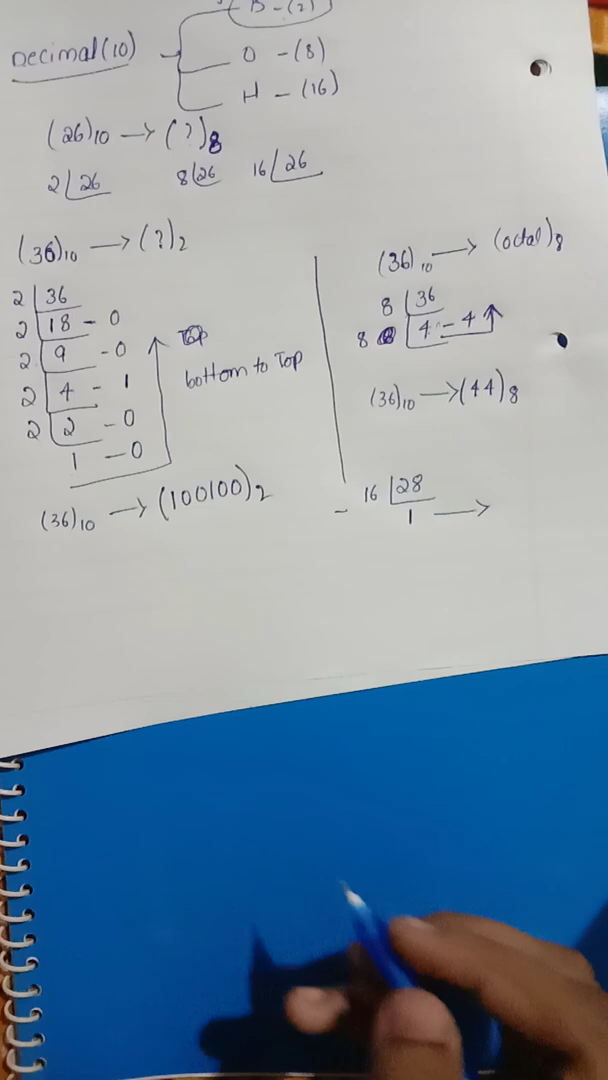 B - (2)
Decimal(10)
O - (8)
H - (16)
(26)10 → (?)8
2 26
8 26
16 26
(36)10 → (?)2
2 36
2 18 - 0
2 9 - 0
2 4 - 1
2 2 - 0
1 - 0
bottom to Top
(36)10 → (100100)2
(36)10 → (octal)8
8 36
8 4 - 4
(36)10 → (44)8
- 16 28
1 →